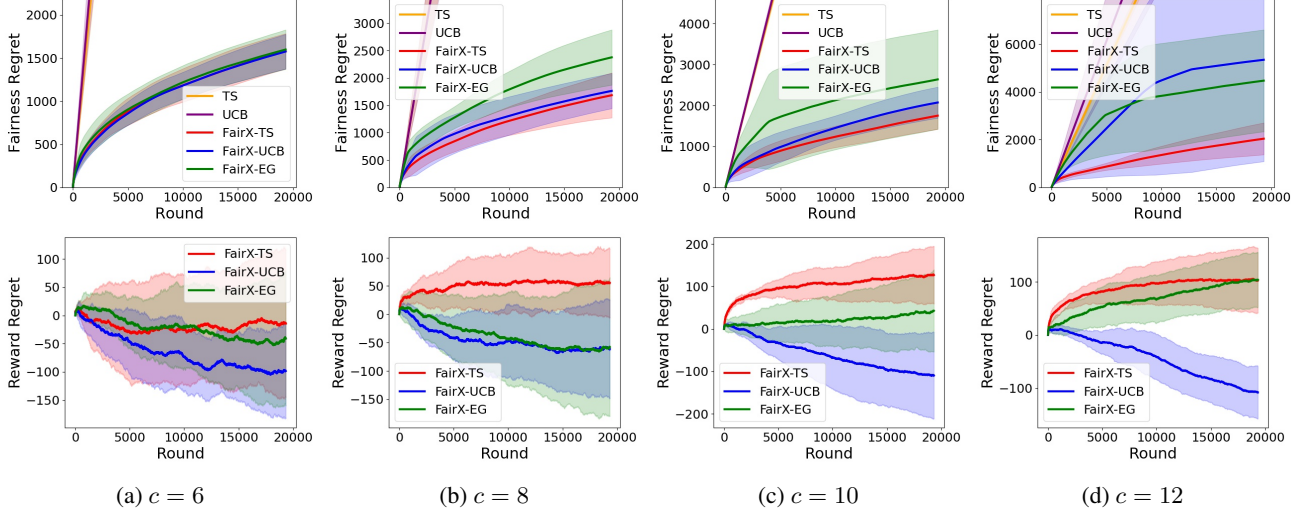 Fairness Regret
2000
1500
1000
500
0
TS
UCB
FairX-TS
FairX-UCB
FairX-EG
0 5000 10000 15000 20000
Round
Fairness Regret
3000
2500
2000
1500
1000
500
0
TS
UCB
FairX-TS
FairX-UCB
FairX-EG
0 5000 10000 15000 20000
Round
Fairness Regret
4000
3000
2000
1000
0
TS
UCB
FairX-TS
FairX-UCB
FairX-EG
0 5000 10000 15000 20000
Round
Fairness Regret
6000
4000
2000
0
TS
UCB
FairX-TS
FairX-UCB
FairX-EG
0 5000 10000 15000 20000
Round
Reward Regret
100
50
0
−50
−100
−150
FairX-TS
FairX-UCB
FairX-EG
0 5000 10000 15000 20000
Round
Reward Regret
100
50
0
−50
−100
−150
FairX-TS
FairX-UCB
FairX-EG
0 5000 10000 15000 20000
Round
Reward Regret
200
100
0
−100
−200
FairX-TS
FairX-UCB
FairX-EG
0 5000 10000 15000 20000
Round
Reward Regret
100
0
−100
FairX-TS
FairX-UCB
FairX-EG
0 5000 10000 15000 20000
Round
(a) c = 6
(b) c = 8
(c) c = 10
(d) c = 12